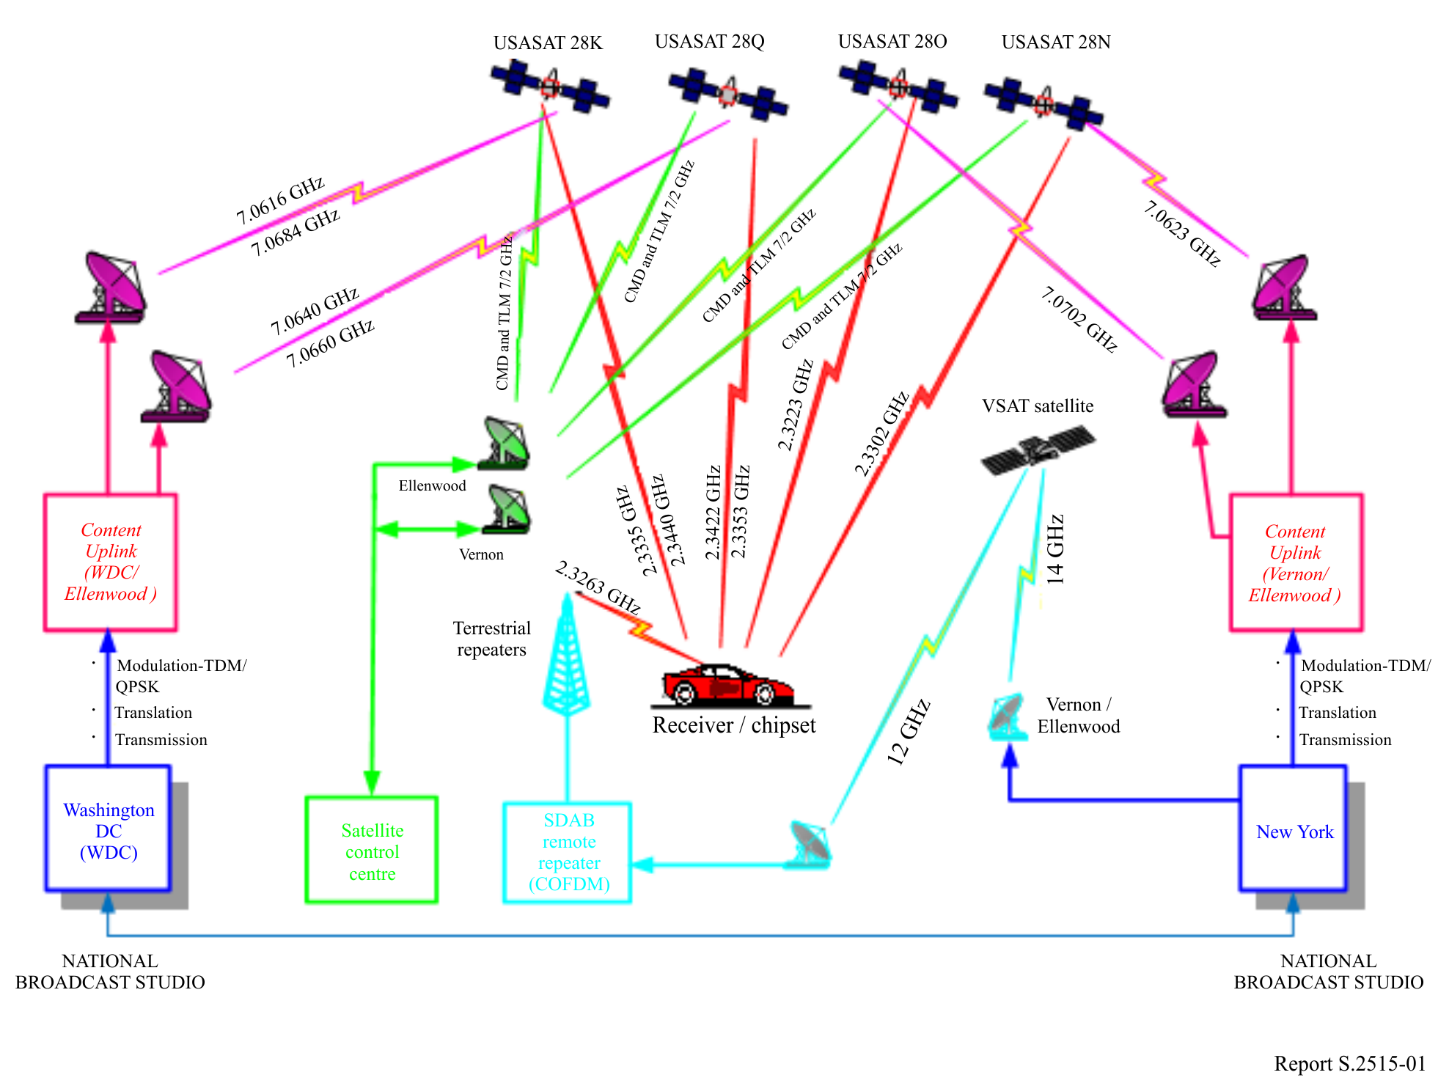 USASAT 28K
USASAT 28Q
USASAT 28O
USASAT 28N
7.0616 GHz
7.0684 GHz
7.0640 GHz
7.0660 GHz
CMD and TLM 7/2 GHz
CMD and TLM 7/2 GHz
CMD and TLM 7/2 GHz
CMD and TLM 7/2 GHz
7.0623 GHz
7.0702 GHz
2.3335 GHz
2.3440 GHz
2.3422 GHz
2.3353 GHz
2.3223 GHz
2.3302 GHz
VSAT satellite
Ellenwood
Vernon
2.3263 GHz
14 GHz
12 GHz
Content
Uplink
(WDC/
Ellenwood )
Content
Uplink
(Vernon/
Ellenwood )
Terrestrial
repeaters
Receiver / chipset
Vernon /
Ellenwood
· Modulation-TDM/
QPSK
· Translation
· Transmission
· Modulation-TDM/
QPSK
· Translation
· Transmission
Washington
DC
(WDC)
Satellite
control
centre
SDAB
remote
repeater
(COFDM)
New York
NATIONAL
BROADCAST STUDIO
NATIONAL
BROADCAST STUDIO
Report S.2515-01